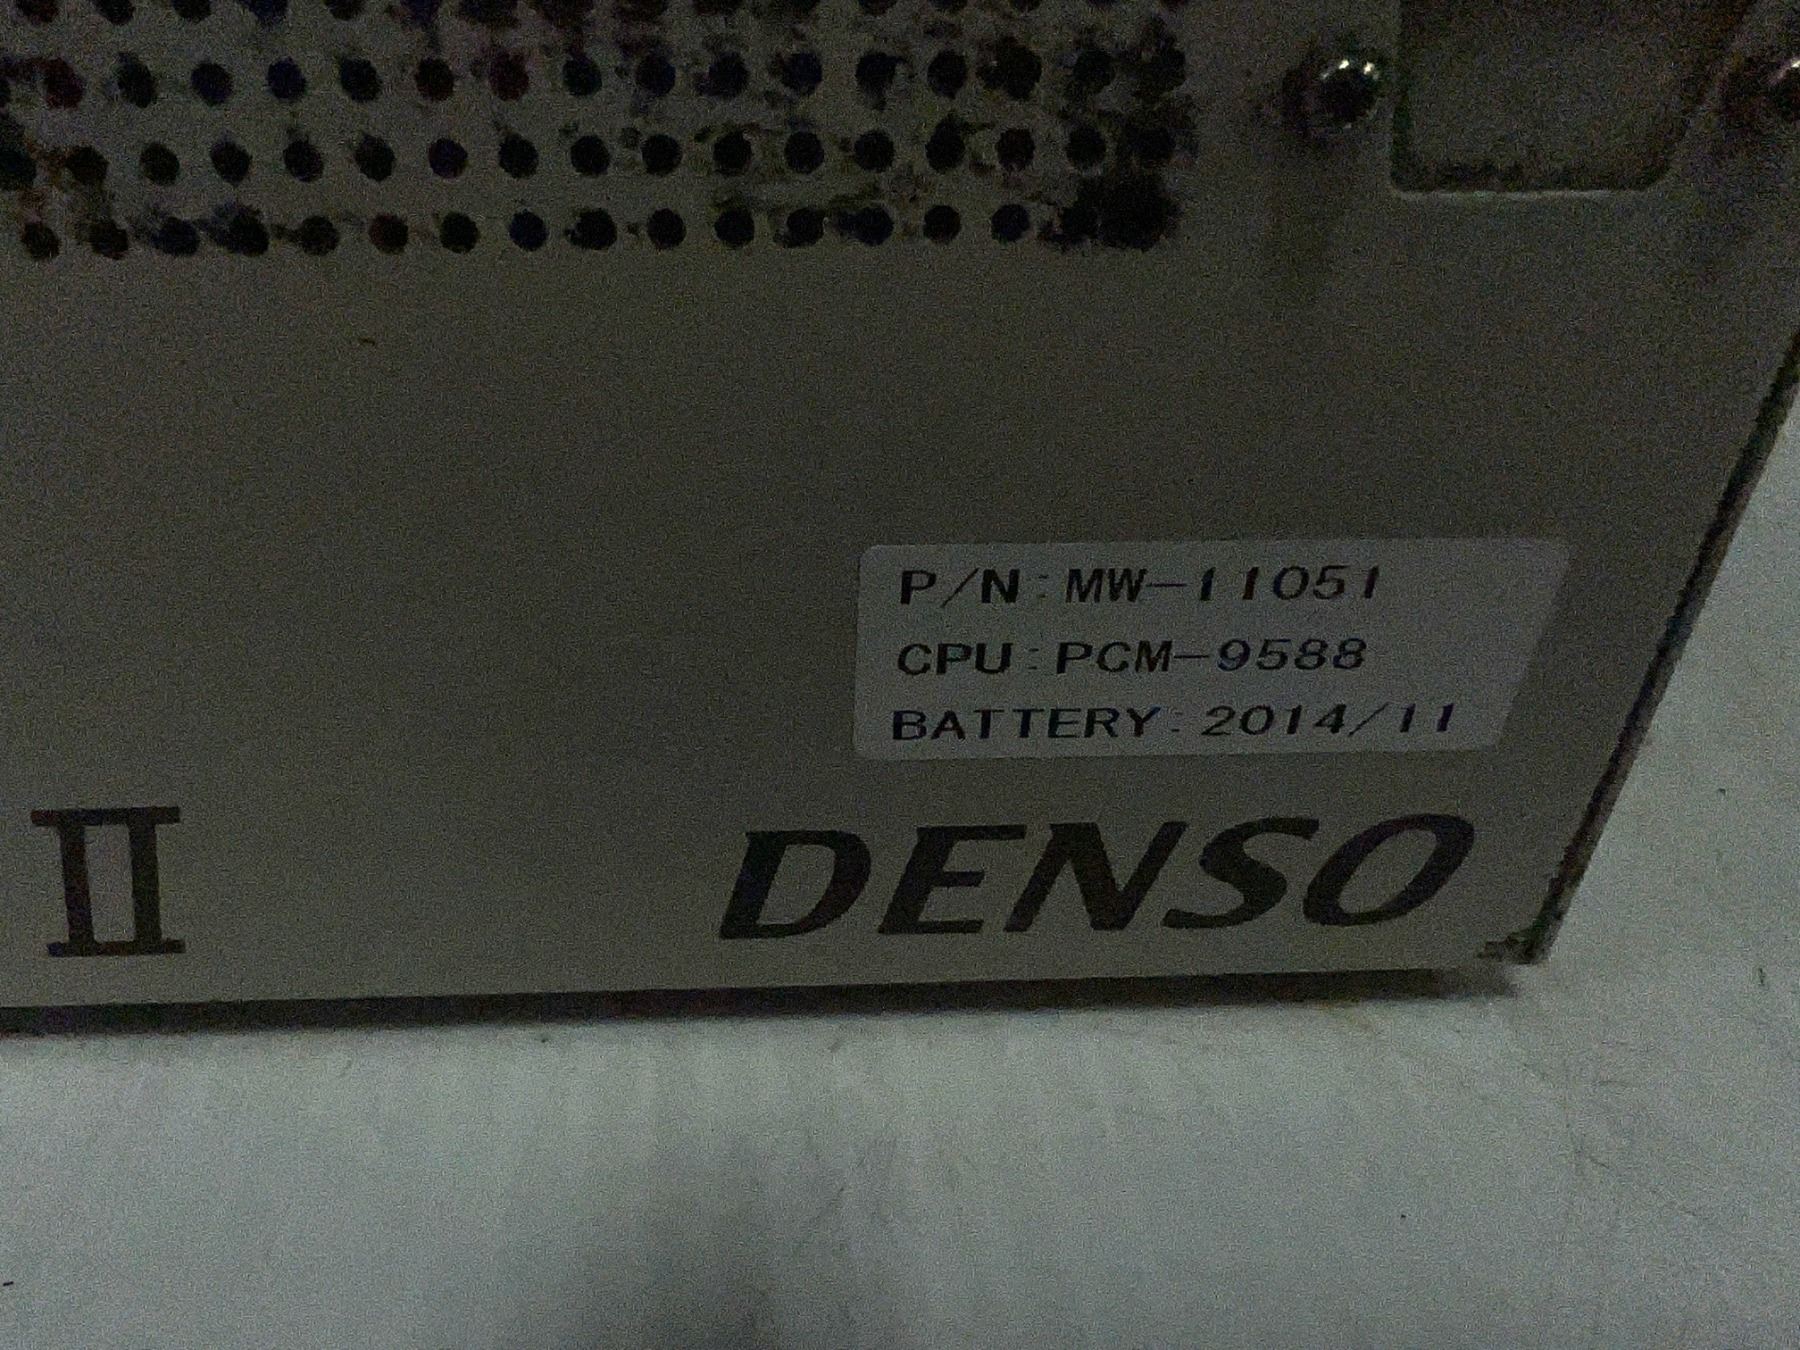 P/N:MW-11051
CPU:PCM-9588
BATTERY:2014/11
II DENSO